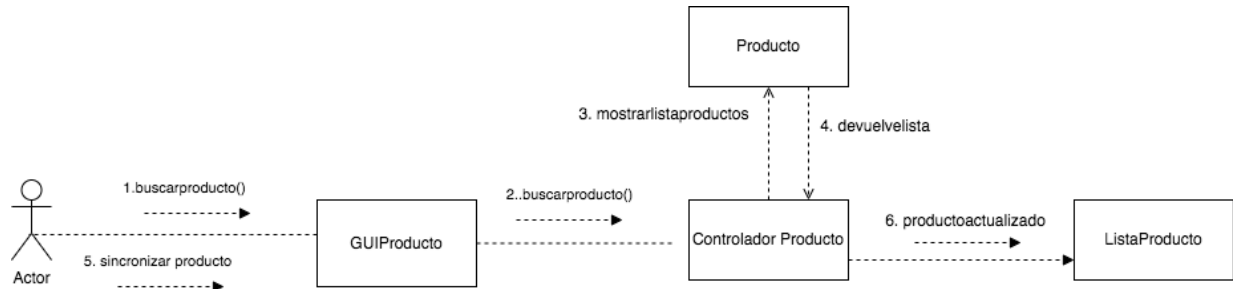 Producto
3. mostrarlistaproductos
4. devuelvelista
1.buscarproducto()
2..buscarproducto()
GUIProducto
Controlador Producto
6. productoactualizado
ListaProducto
Actor
5. sincronizar producto